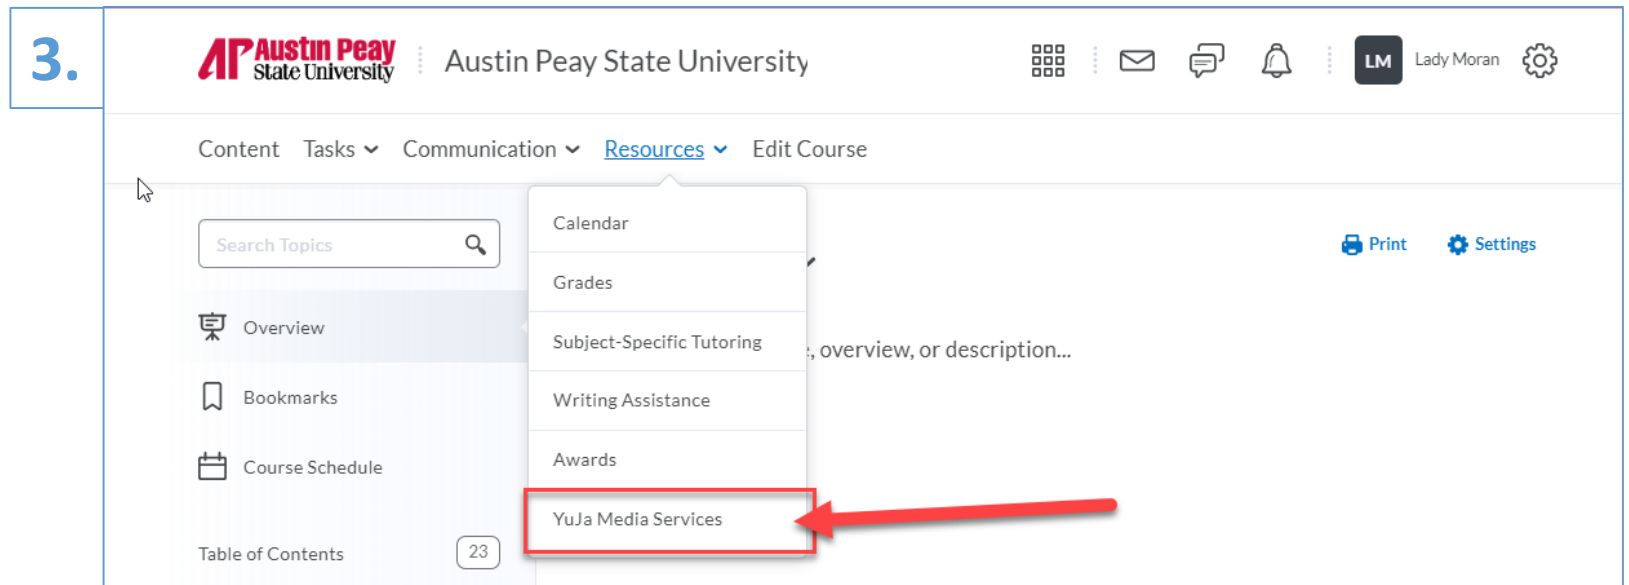 3.
Austin Peay
State University
Austin Peay State University
LM
Lady Moran
Content Tasks Communication Resources Edit Course
Search Topics
Overview
Bookmarks
Course Schedule
Table of Contents 23
Calendar
Grades
Subject-Specific Tutoring
Writing Assistance
Awards
YuJa Media Services
Print Settings
, overview, or description...